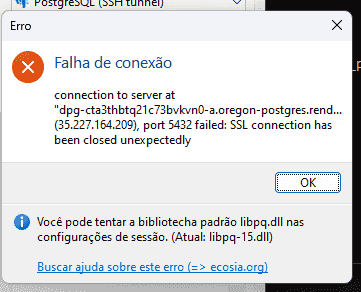 PostgreSQL (SSH tunnel)
Erro
Falha de conexão
connection to server at
"dpg-cta3thbtq21c73bvkvn0-a.oregon-postgres.rend...
(35.227.164.209), port 5432 failed: SSL connection has
been closed unexpectedly
OK
Você pode tentar a bibliotecha padrão libpq.dll nas
configurações de sessão. (Atual: libpq-15.dll)
Buscar ajuda sobre este erro (=> ecosia.org)